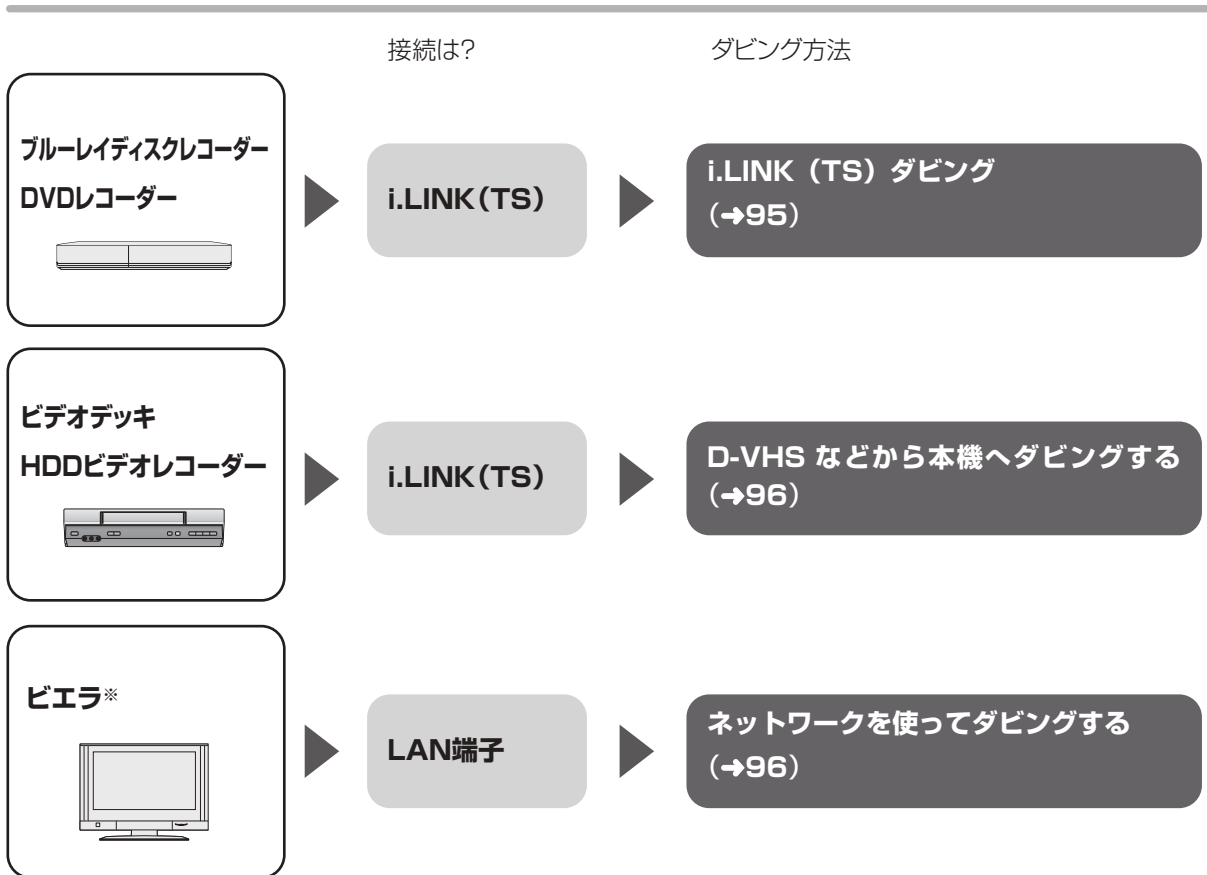 接続は?
ダビング方法
ブルーレイディスクレコーダー
DVDレコーダー
i.LINK(TS)
i.LINK（TS）ダビング
（➜95）
ビデオデッキ
HDDビデオレコーダー
i.LINK(TS)
D-VHS などから本機へダビングする
（➜96）
ビエラ※
LAN端子
ネットワークを使ってダビングする
（➜96）